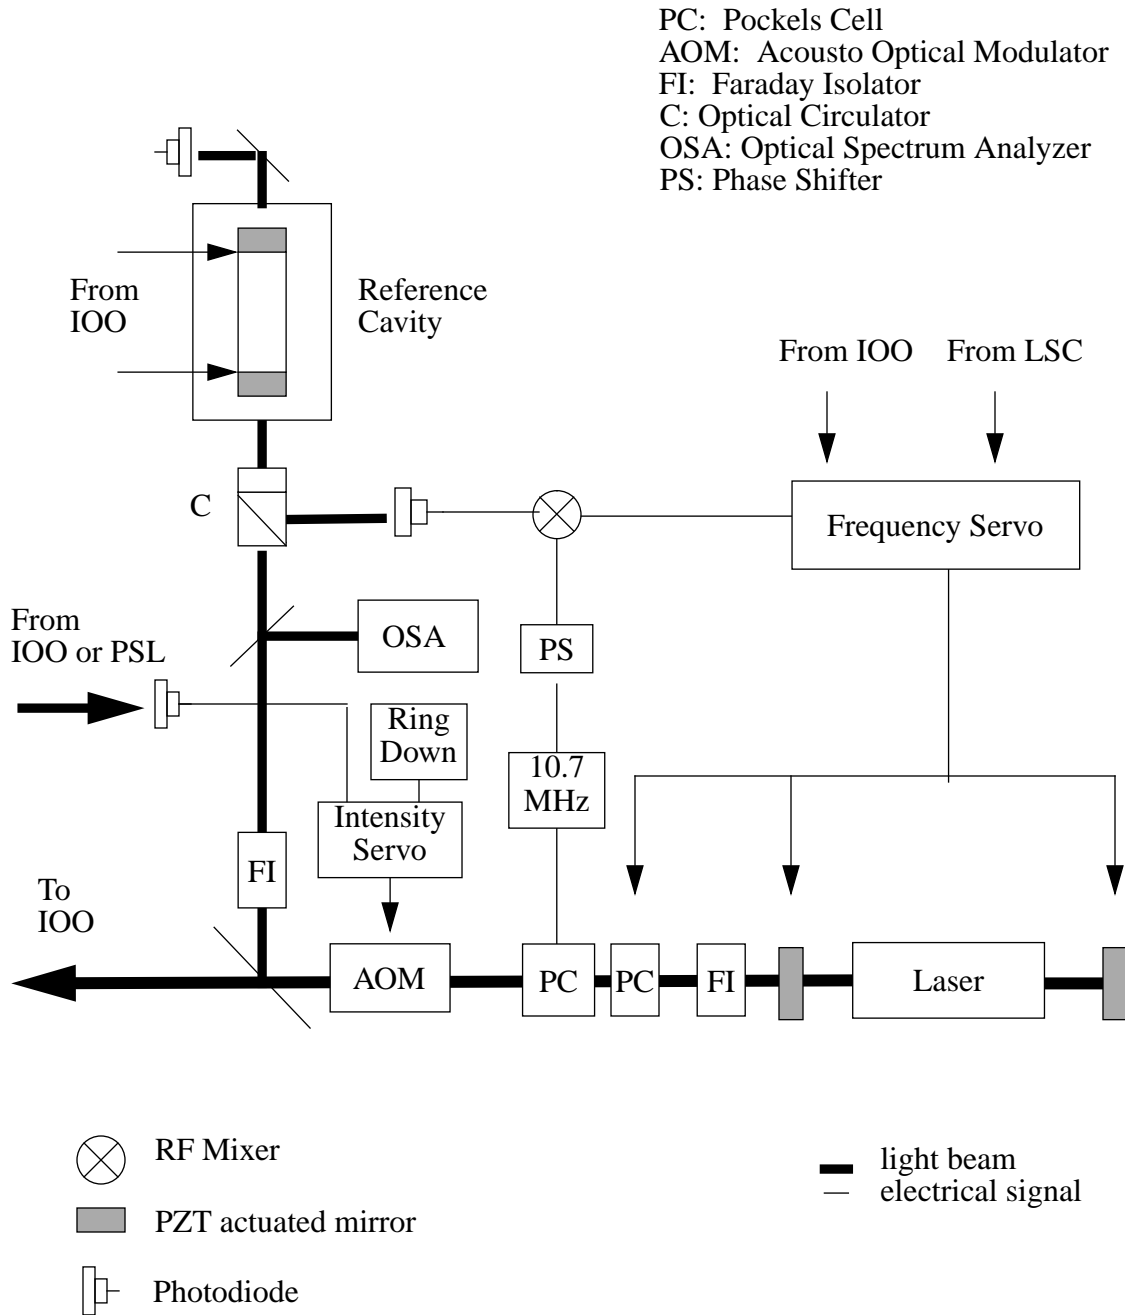 PC: Pockels Cell
AOM: Acousto Optical Modulator
FI: Faraday Isolator
C: Optical Circulator
OSA: Optical Spectrum Analyzer
PS: Phase Shifter
From
IOO
Reference
Cavity
From IOO
From LSC
C
Frequency Servo
From
IOO or PSL
OSA
PS
Ring
Down
10.7
MHz
Intensity
Servo
FI
To
IOO
AOM
PC
PC
FI
Laser
RF Mixer
PZT actuated mirror
Photodiode
light beam
electrical signal